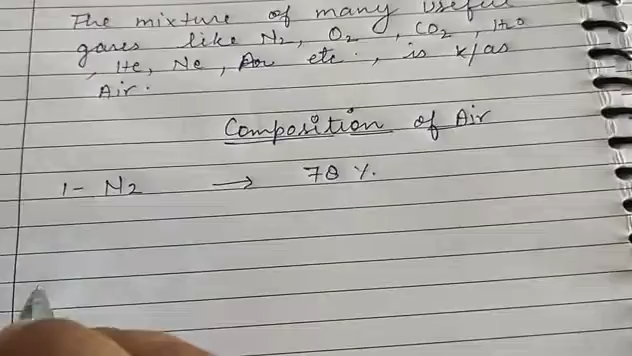 The mixture of many useful
gases like N2, O2, CO2, H2O
, He, Ne, Ar etc., is k/as
Air.
Composition of Air
1- N2 → 78 %.